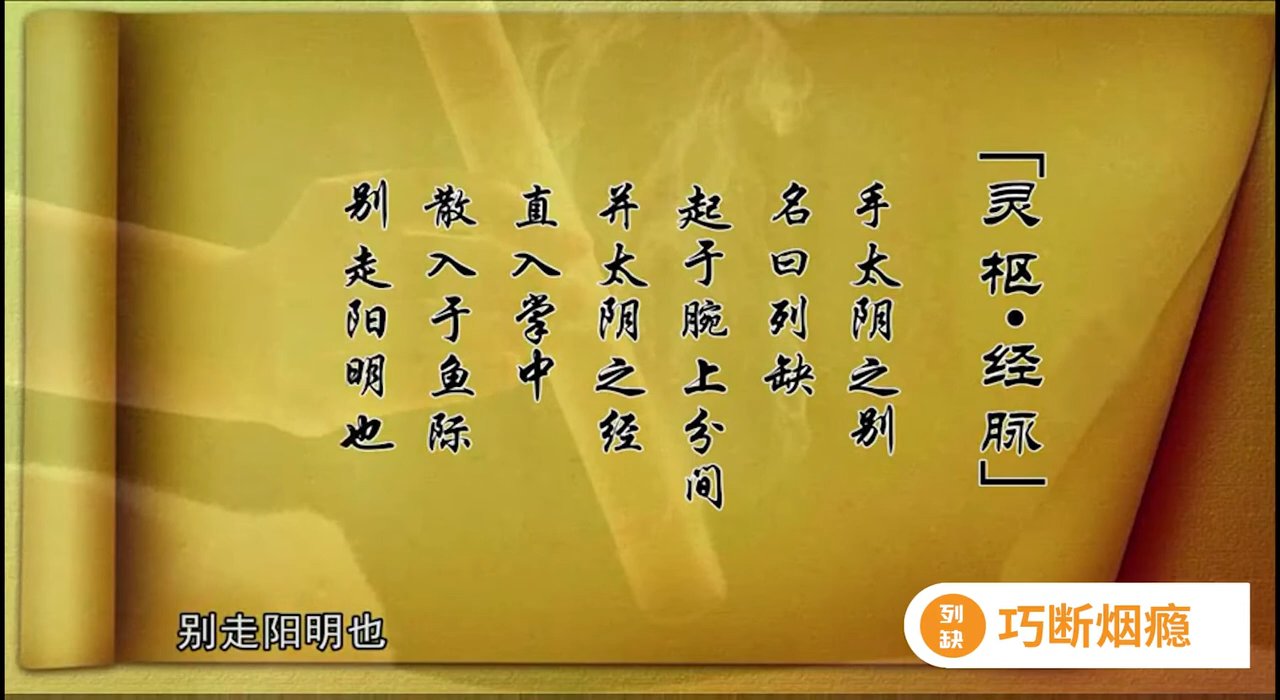 「灵枢·经脉」
手太阴之别
名曰列缺
起于腕上分间
并太阴之经
直入掌中
散入于鱼际
别走阳明也
别走阳明也
列缺
巧断烟瘾